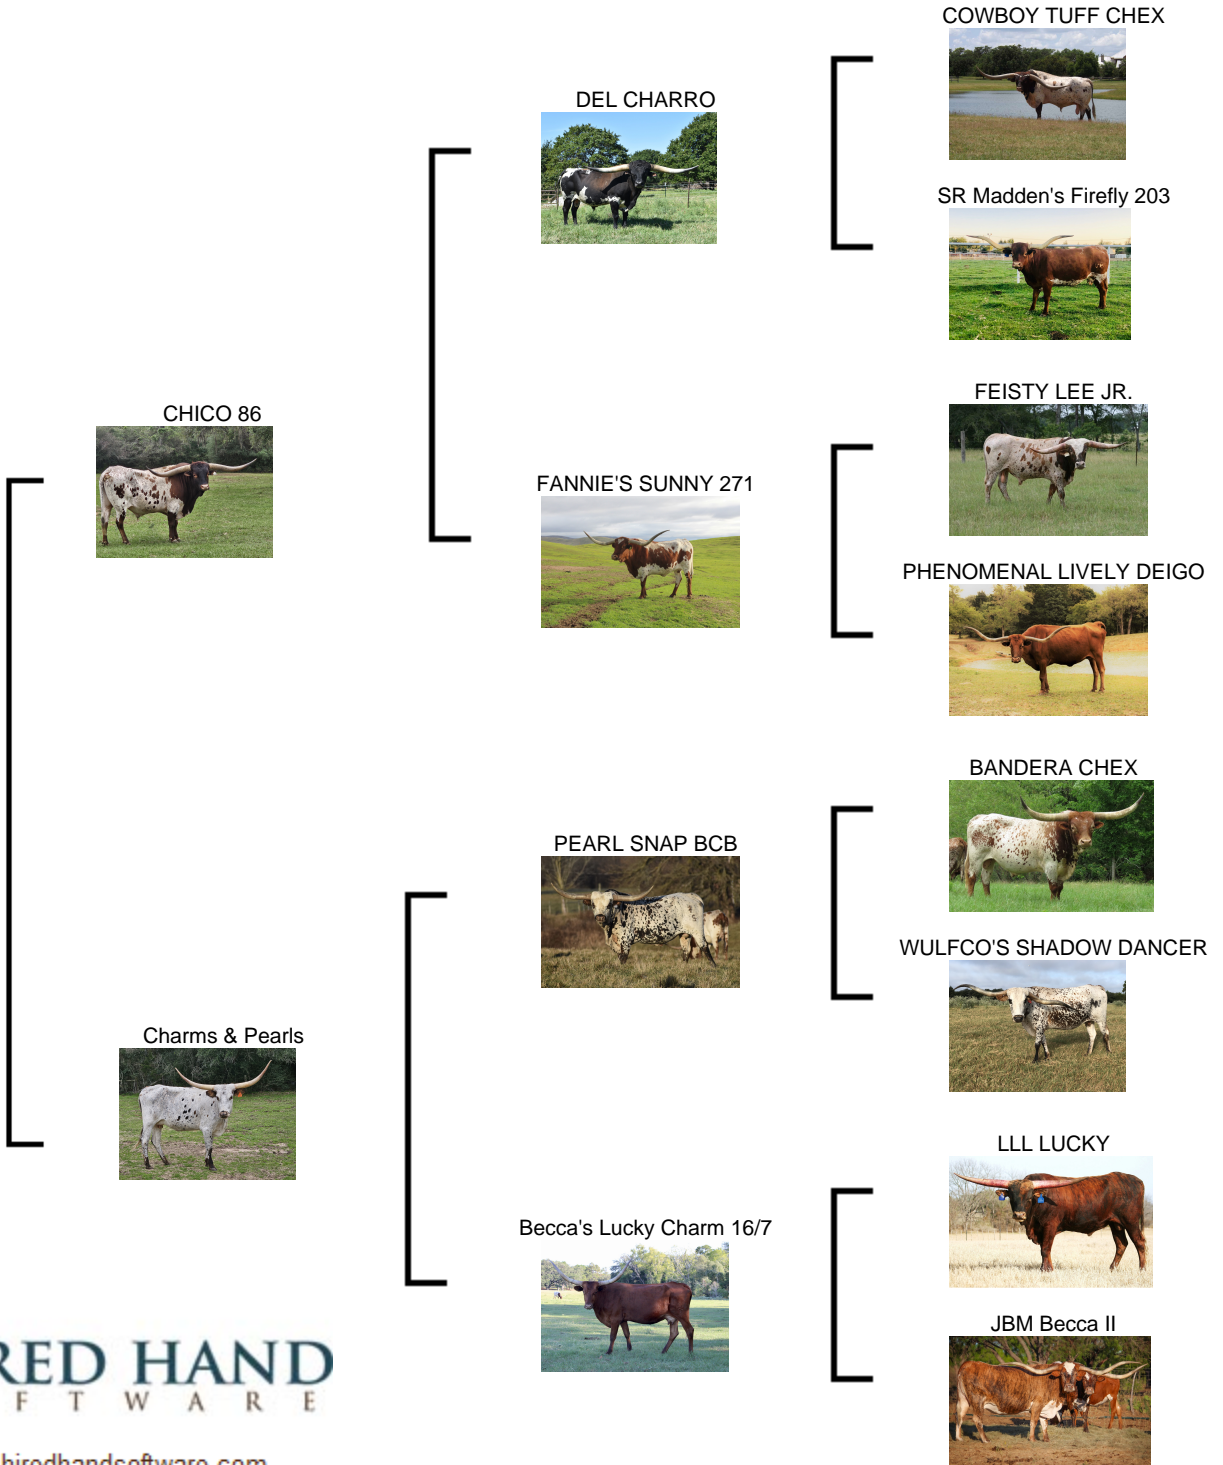 COWBOY TUFF CHEX
DEL CHARRO
SR Madden's Firefly 203
FEISTY LEE JR.
CHICO 86
FANNIE'S SUNNY 271
PHENOMENAL LIVELY DEIGO
BANDERA CHEX
PEARL SNAP BCB
WULFCO'S SHADOW DANCER
Charms & Pearls
LLL LUCKY
Becca's Lucky Charm 16/7
JBM Becca II
RED HAND
F T W A R E
hiredhandsoftware.com